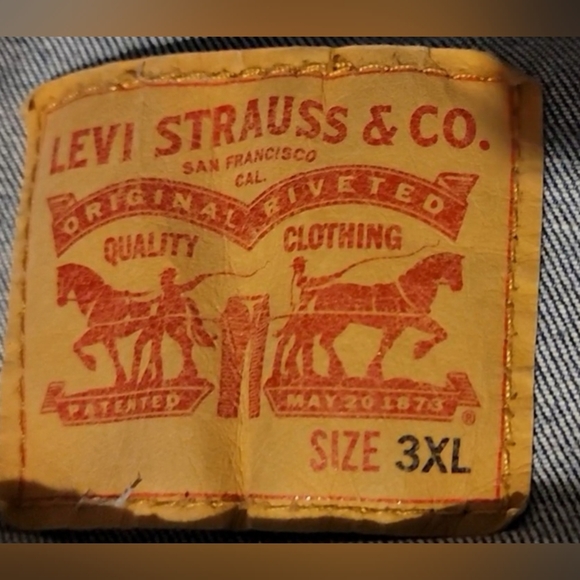 LEVI STRAUSS & CO.
SAN FRANCISCO
CAL.
ORIGINAL RIVETED
QUALITY CLOTHING
PATENTED MAY 20 1873
®
SIZE 3XL